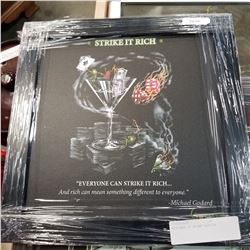 STRIKE IT RICH
"EVERYONE CAN STRIKE IT RICH...
And rich can mean something different to everyone."
-Michael Godard